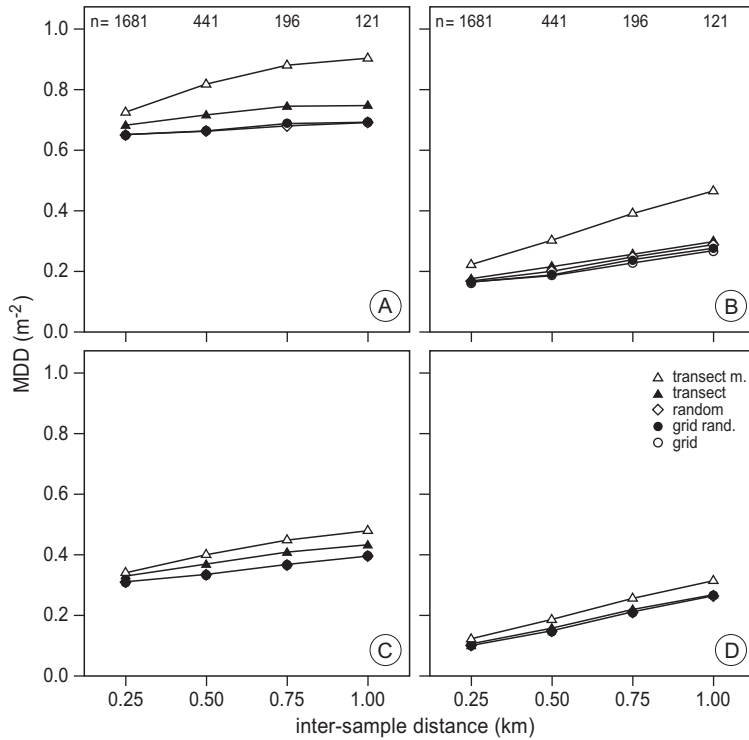 n= 1681 441 196 121
n= 1681 441 196 121
1.0
0.8
0.6
0.4
0.2
0.0
A
B
MDD (m-2)
1.0
0.8
0.6
0.4
0.2
0.0
transect m.
transect
random
grid rand.
grid
C
D
0.25 0.50 0.75 1.00
0.25 0.50 0.75 1.00
inter-sample distance (km)